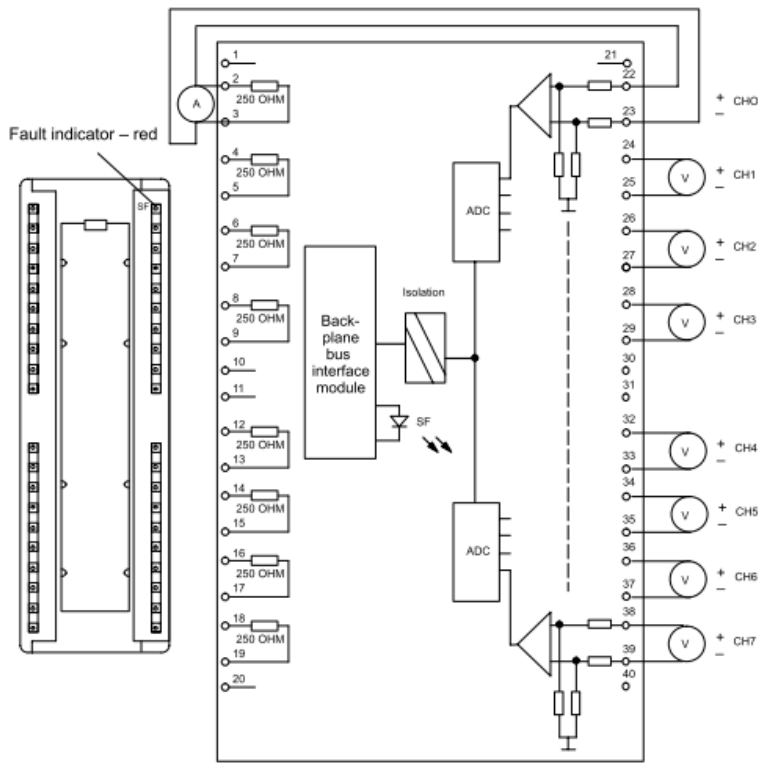 Fault indicator – red
SF
A
1
2
250 OHM
3
4
250 OHM
5
6
250 OHM
7
8
250 OHM
9
10
11
12
250 OHM
13
14
250 OHM
15
16
250 OHM
17
18
250 OHM
19
20
Back-
plane
bus
interface
module
Isolation
SF
ADC
ADC
21
22
23
+
– CH0
24
25
V
+
– CH1
26
27
V
+
– CH2
28
29
V
+
– CH3
30
31
32
33
V
+
– CH4
34
35
V
+
– CH5
36
37
V
+
– CH6
38
39
V
+
– CH7
40